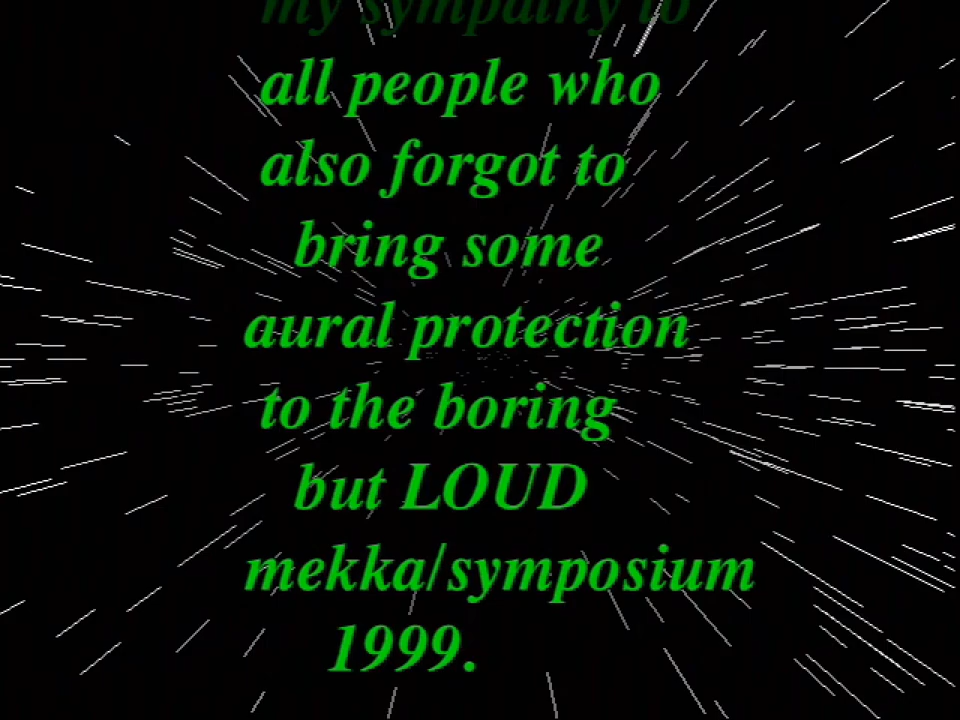 my sympathy to
all people who
also forgot to
bring some
aural protection
to the boring
but LOUD
mekka/symposium
1999.